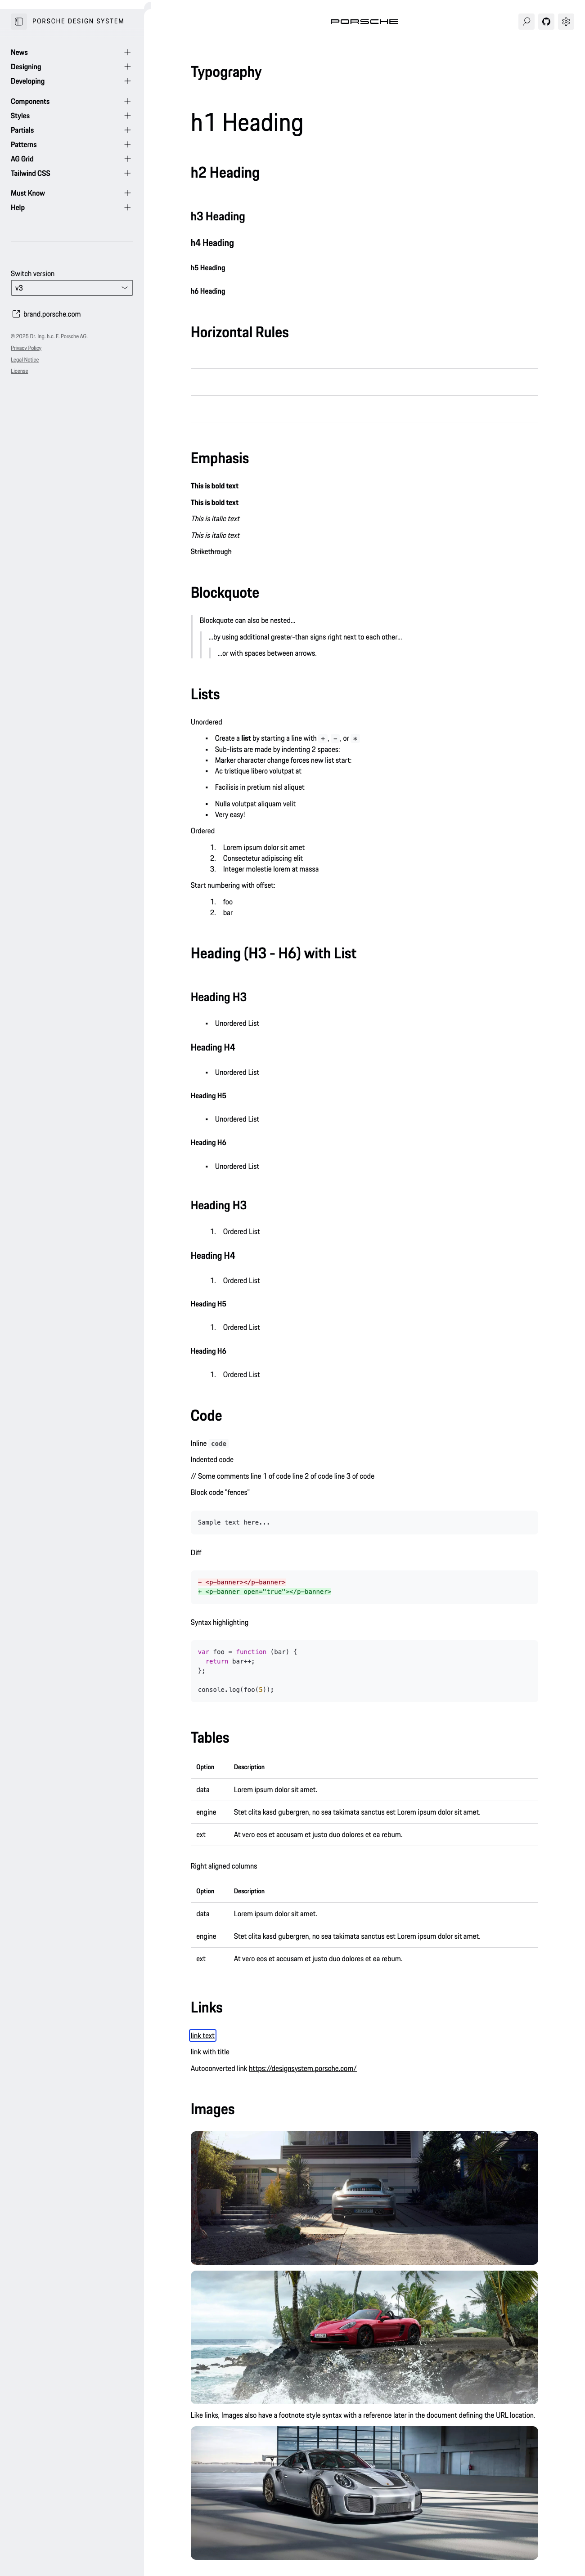 PORSCHE DESIGN SYSTEM
PORSCHE
News
Designing
Developing
Components
Styles
Partials
Patterns
AG Grid
Tailwind CSS
Must Know
Help
Switch version
v3
brand.porsche.com
© 2025 Dr. Ing. h.c. F. Porsche AG.
Privacy Policy
Legal Notice
License
Typography
h1 Heading
h2 Heading
h3 Heading
h4 Heading
h5 Heading
h6 Heading
Horizontal Rules
Emphasis
This is bold text
This is bold text
This is italic text
This is italic text
Strikethrough
Blockquote
Blockquote can also be nested...
...by using additional greater-than signs right next to each other...
...or with spaces between arrows.
Lists
Unordered
• Create a list by starting a line with + , - , or *
• Sub-lists are made by indenting 2 spaces:
• Marker character change forces new list start:
• Ac tristique libero volutpat at
• Facilisis in pretium nisl aliquet
• Nulla volutpat aliquam velit
• Very easy!
Ordered
1. Lorem ipsum dolor sit amet
2. Consectetur adipiscing elit
3. Integer molestie lorem at massa
Start numbering with offset:
1. foo
2. bar
Heading (H3 - H6) with List
Heading H3
• Unordered List
Heading H4
• Unordered List
Heading H5
• Unordered List
Heading H6
• Unordered List
Heading H3
1. Ordered List
Heading H4
1. Ordered List
Heading H5
1. Ordered List
Heading H6
1. Ordered List
Code
Inline code
Indented code
// Some comments line 1 of code line 2 of code line 3 of code
Block code "fences"
Sample text here...
Diff
- <p-banner></p-banner>
+ <p-banner open="true"></p-banner>
Syntax highlighting
var foo = function (bar) {
  return bar++;
};
console.log(foo(5));
Tables
Option Description
data Lorem ipsum dolor sit amet.
engine Stet clita kasd gubergren, no sea takimata sanctus est Lorem ipsum dolor sit amet.
ext At vero eos et accusam et justo duo dolores et ea rebum.
Right aligned columns
Option Description
data Lorem ipsum dolor sit amet.
engine Stet clita kasd gubergren, no sea takimata sanctus est Lorem ipsum dolor sit amet.
ext At vero eos et accusam et justo duo dolores et ea rebum.
Links
link text
link with title
Autoconverted link https://designsystem.porsche.com/
Images
Like links, Images also have a footnote style syntax with a reference later in the document defining the URL location.